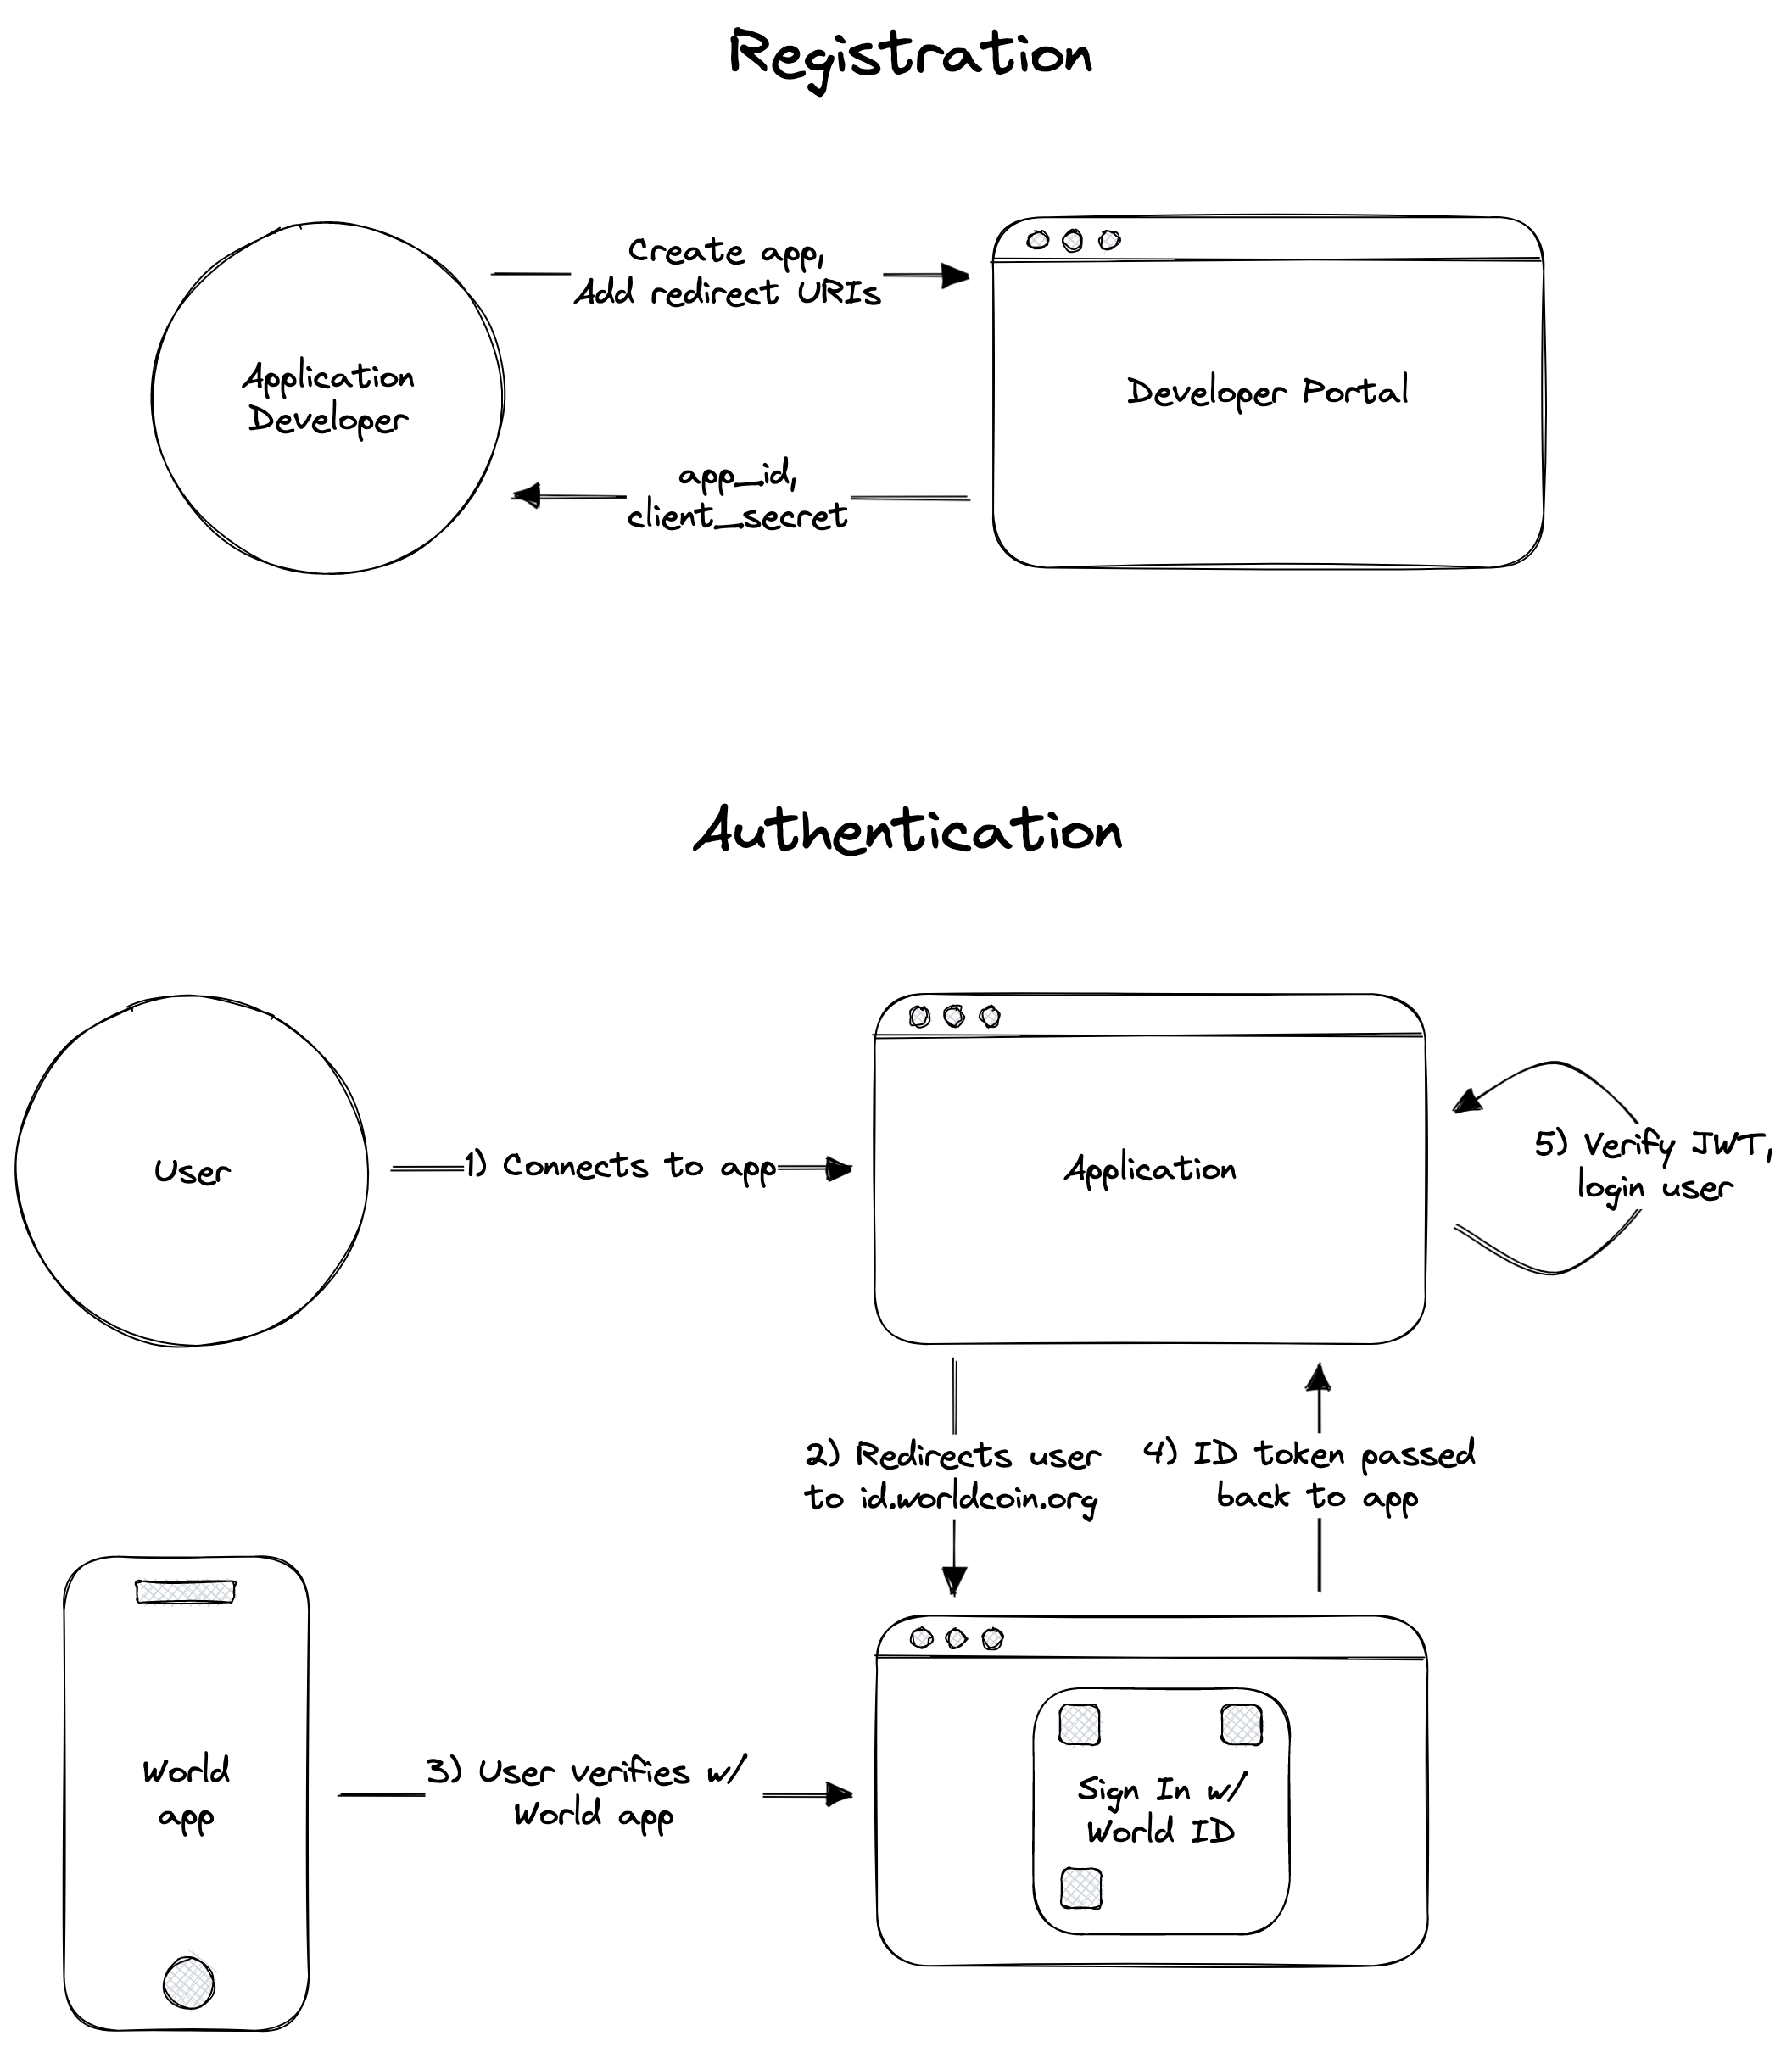 Registration
Create app,
Add redirect URIs
Application
Developer
Developer Portal
app_id,
client_secret
Authentication
User
1) Connects to app
Application
5) Verify JWT,
login user
2) Redirects user
to id.worldcoin.org
4) ID token passed
back to app
World
app
3) User verifies w/
World app
Sign In w/
World ID